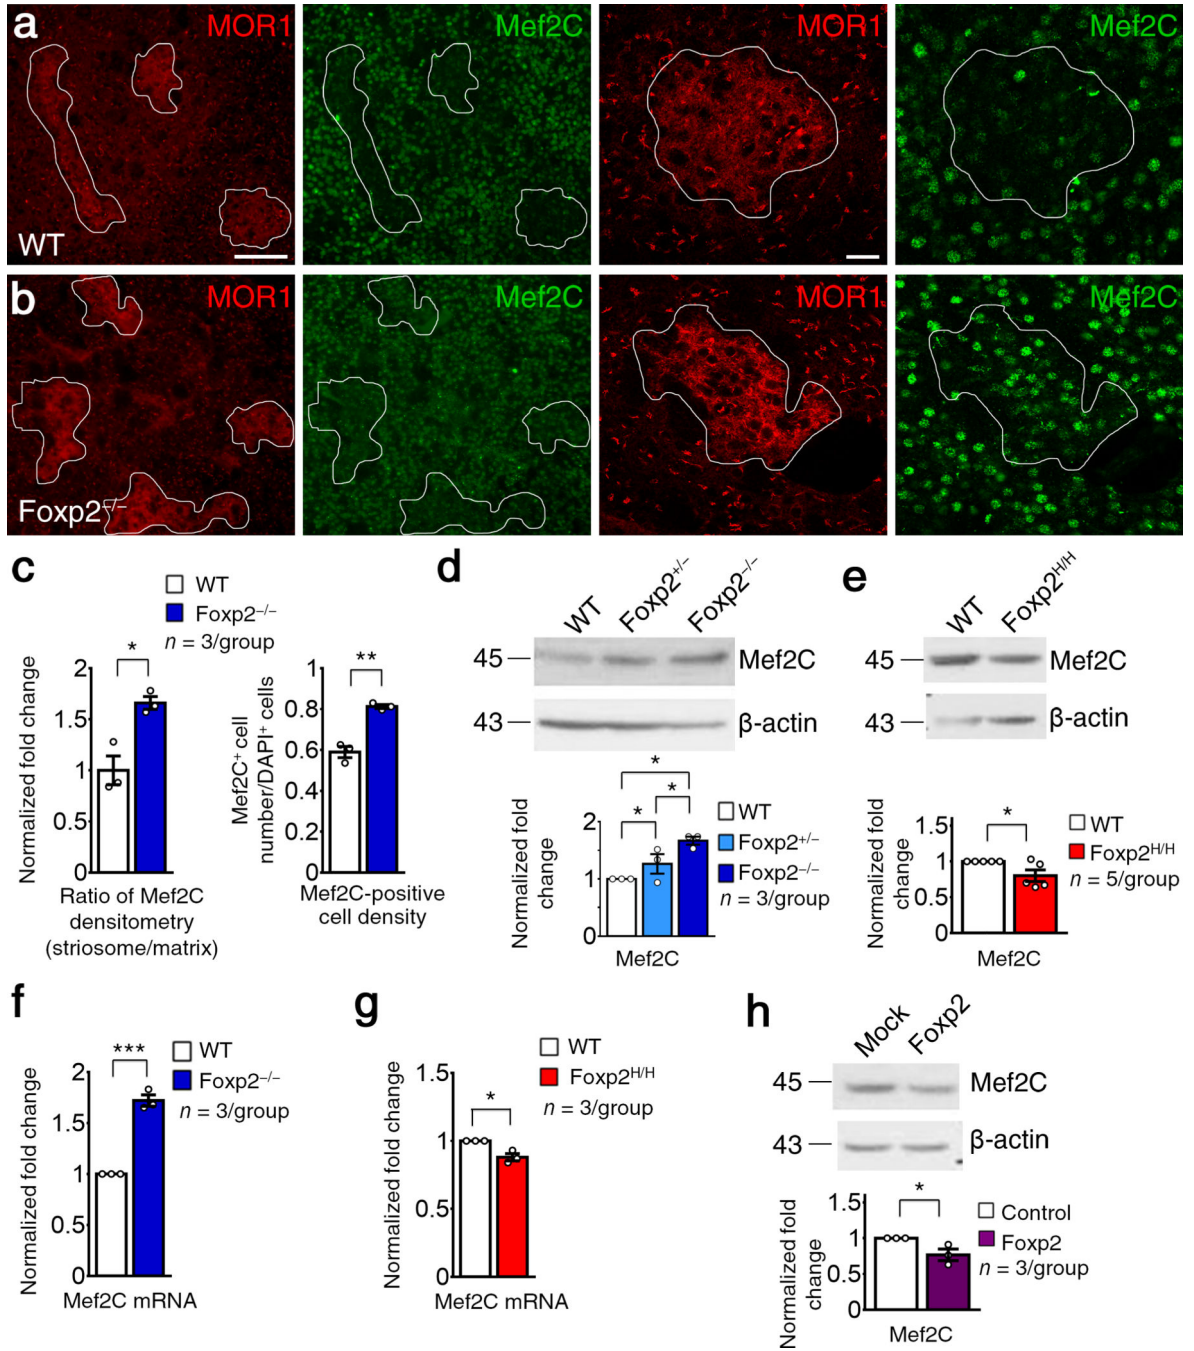 a
MOR1
Mef2C
MOR1
Mef2C
WT
b
MOR1
Mef2C
MOR1
Mef2C
Foxp2⁻/⁻
c
WT
Foxp2⁻/⁻
n = 3/group
*
**
Normalized fold change
2
1.5
1
0.5
0
Ratio of Mef2C
densitometry
(striosome/matrix)
Mef2C⁺ cell
number/DAPI⁺ cells
1
0.8
0.6
0.4
0.2
0
Mef2C-positive
cell density
d
WT
Foxp2⁺/⁻
Foxp2⁻/⁻
45
Mef2C
43
β-actin
*
*
*
Normalized fold
change
2
1
0
Mef2C
WT
Foxp2⁺/⁻
Foxp2⁻/⁻
n = 3/group
e
WT
Foxp2ᴴ/ᴴ
45
Mef2C
43
β-actin
*
Normalized fold
change
1.5
1
0.5
0
Mef2C
WT
Foxp2ᴴ/ᴴ
n = 5/group
f
WT
Foxp2⁻/⁻
n = 3/group
***
Normalized fold change
2
1.5
1
0.5
0
Mef2C mRNA
g
WT
Foxp2ᴴ/ᴴ
n = 3/group
*
Normalized fold change
1.5
1
0.5
0
Mef2C mRNA
h
Mock
Foxp2
45
Mef2C
43
β-actin
*
Normalized fold
change
1.5
1
0.5
0
Mef2C
Control
Foxp2
n = 3/group